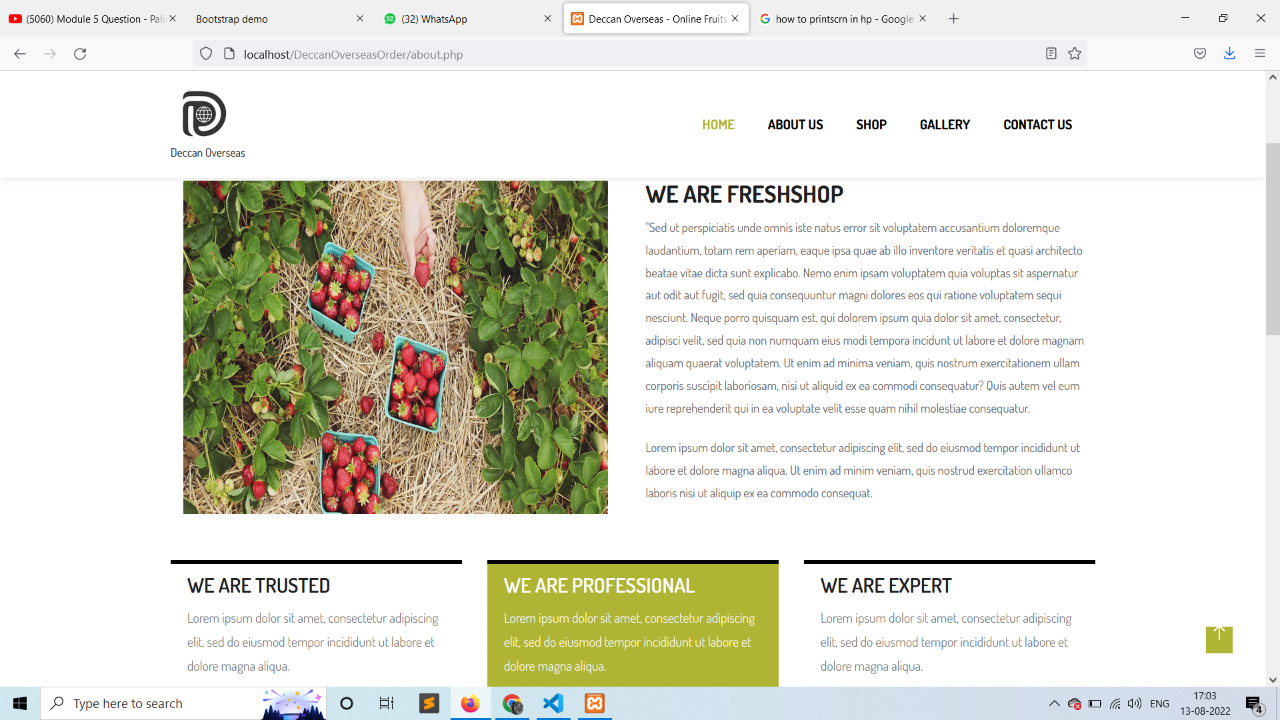 (5060) Module 5 Question - Pali
Bootstrap demo
32
(32) WhatsApp
Deccan Overseas - Online Fruits
how to printscrn in hp - Google
localhost/DeccanOverseasOrder/about.php
Deccan Overseas
HOME
ABOUT US
SHOP
GALLERY
CONTACT US
WE ARE FRESHSHOP
"Sed ut perspiciatis unde omnis iste natus error sit voluptatem accusantium doloremque
laudantium, totam rem aperiam, eaque ipsa quae ab illo inventore veritatis et quasi architecto
beatae vitae dicta sunt explicabo. Nemo enim ipsam voluptatem quia voluptas sit aspernatur
aut odit aut fugit, sed quia consequuntur magni dolores eos qui ratione voluptatem sequi
nesciunt. Neque porro quisquam est, qui dolorem ipsum quia dolor sit amet, consectetur,
adipisci velit, sed quia non numquam eius modi tempora incidunt ut labore et dolore magnam
aliquam quaerat voluptatem. Ut enim ad minima veniam, quis nostrum exercitationem ullam
corporis suscipit laboriosam, nisi ut aliquid ex ea commodi consequatur? Quis autem vel eum
iure reprehenderit qui in ea voluptate velit esse quam nihil molestiae consequatur.
Lorem ipsum dolor sit amet, consectetur adipiscing elit, sed do eiusmod tempor incididunt ut
labore et dolore magna aliqua. Ut enim ad minim veniam, quis nostrud exercitation ullamco
laboris nisi ut aliquip ex ea commodo consequat.
WE ARE TRUSTED
Lorem ipsum dolor sit amet, consectetur adipiscing
elit, sed do eiusmod tempor incididunt ut labore et
dolore magna aliqua.
WE ARE PROFESSIONAL
Lorem ipsum dolor sit amet, consectetur adipiscing
elit, sed do eiusmod tempor incididunt ut labore et
dolore magna aliqua.
WE ARE EXPERT
Lorem ipsum dolor sit amet, consectetur adipiscing
elit, sed do eiusmod tempor incididunt ut labore et
dolore magna aliqua.
Type here to search
ENG
17:03
13-08-2022
4